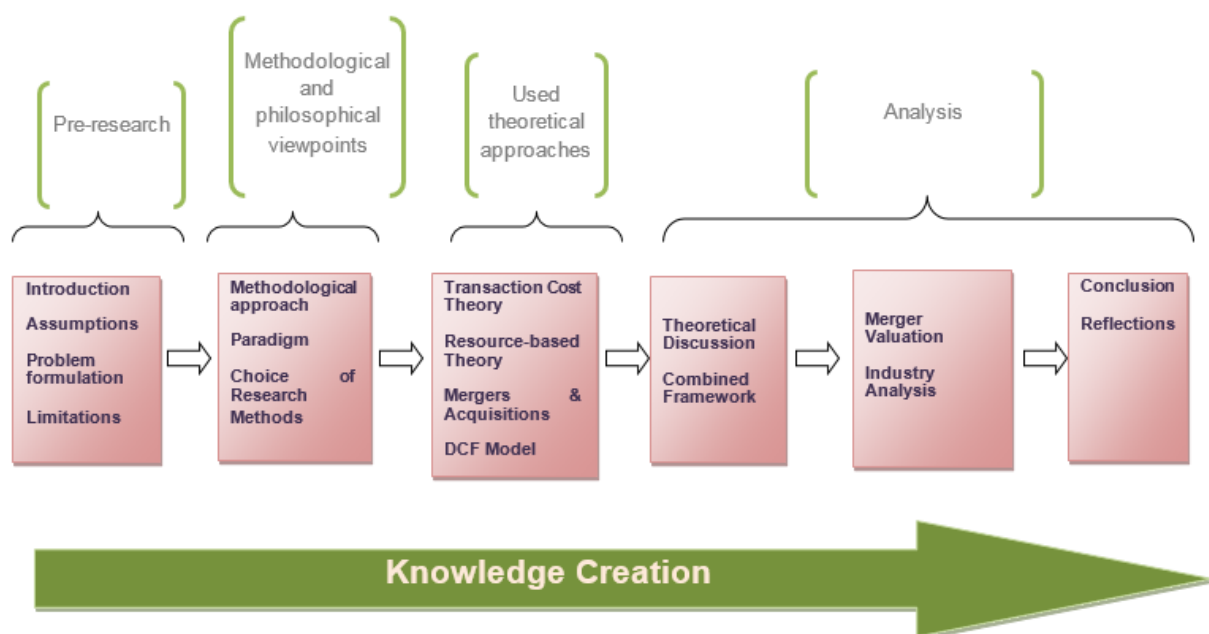 Pre-research
Methodological
and
philosophical
viewpoints
Used
theoretical
approaches
Analysis
Introduction
Assumptions
Problem
formulation
Limitations
Methodological
approach
Paradigm
Choice of
Research
Methods
Transaction Cost
Theory
Resource-based
Theory
Mergers &
Acquisitions
DCF Model
Theoretical
Discussion
Combined
Framework
Merger
Valuation
Industry
Analysis
Conclusion
Reflections
Knowledge Creation